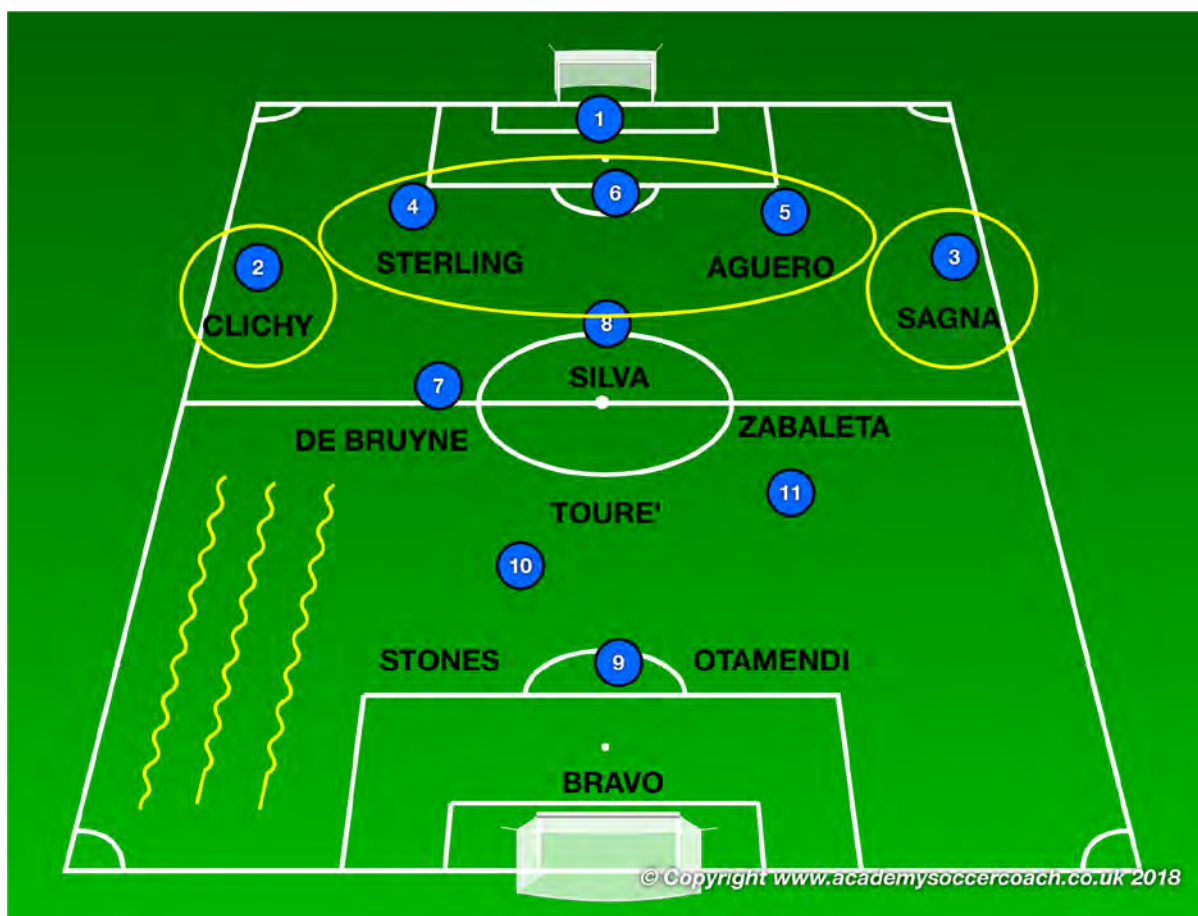 1
6
4
5
STERLING
AGUERO
2
3
CLICHY
SAGNA
8
SILVA
7
DE BRUYNE
ZABALETA
11
TOURE'
10
STONES
9
OTAMENDI
BRAVO
© Copyright www.academysoccercoach.co.uk 2018